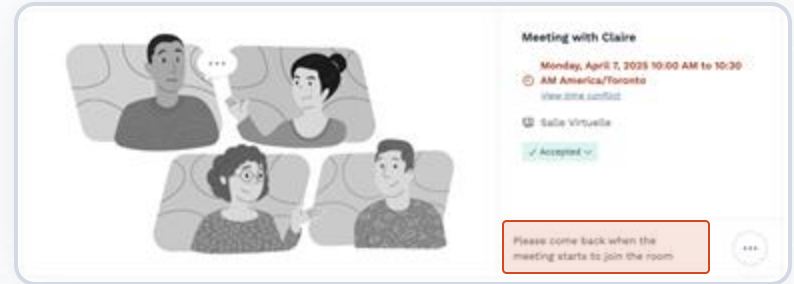 Meeting with Claire
Monday, April 7, 2025 10:00 AM to 10:30
AM America/Toronto
View time conflict
Salle Virtuelle
✓ Accepted
Please come back when the
meeting starts to join the room